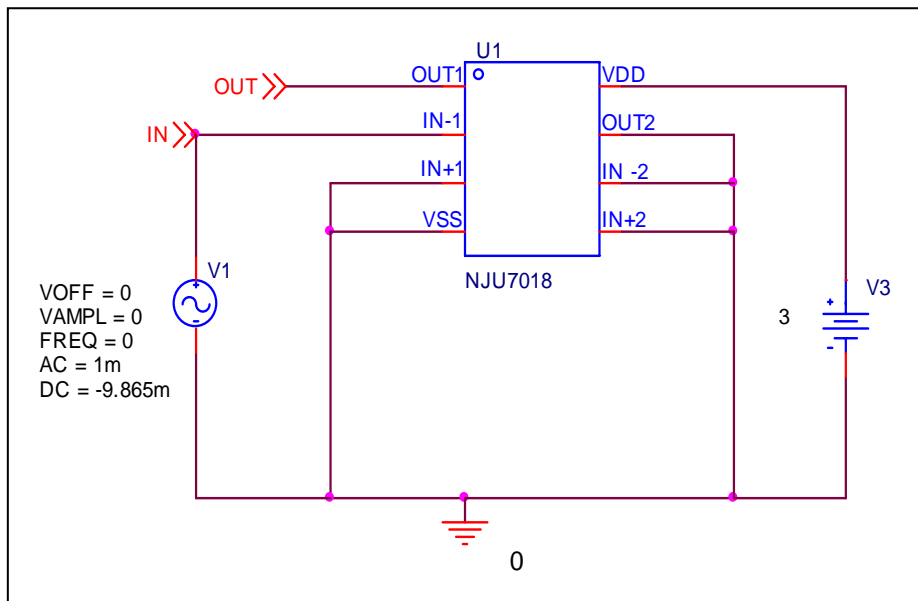 U1
OUT
OUT1
VDD
IN
IN-1
OUT2
IN+1
IN -2
VSS
IN+2
NJU7018
V1
+
-
VOFF = 0
VAMPL = 0
FREQ = 0
AC = 1m
DC = -9.865m
V3
+
3
-
0